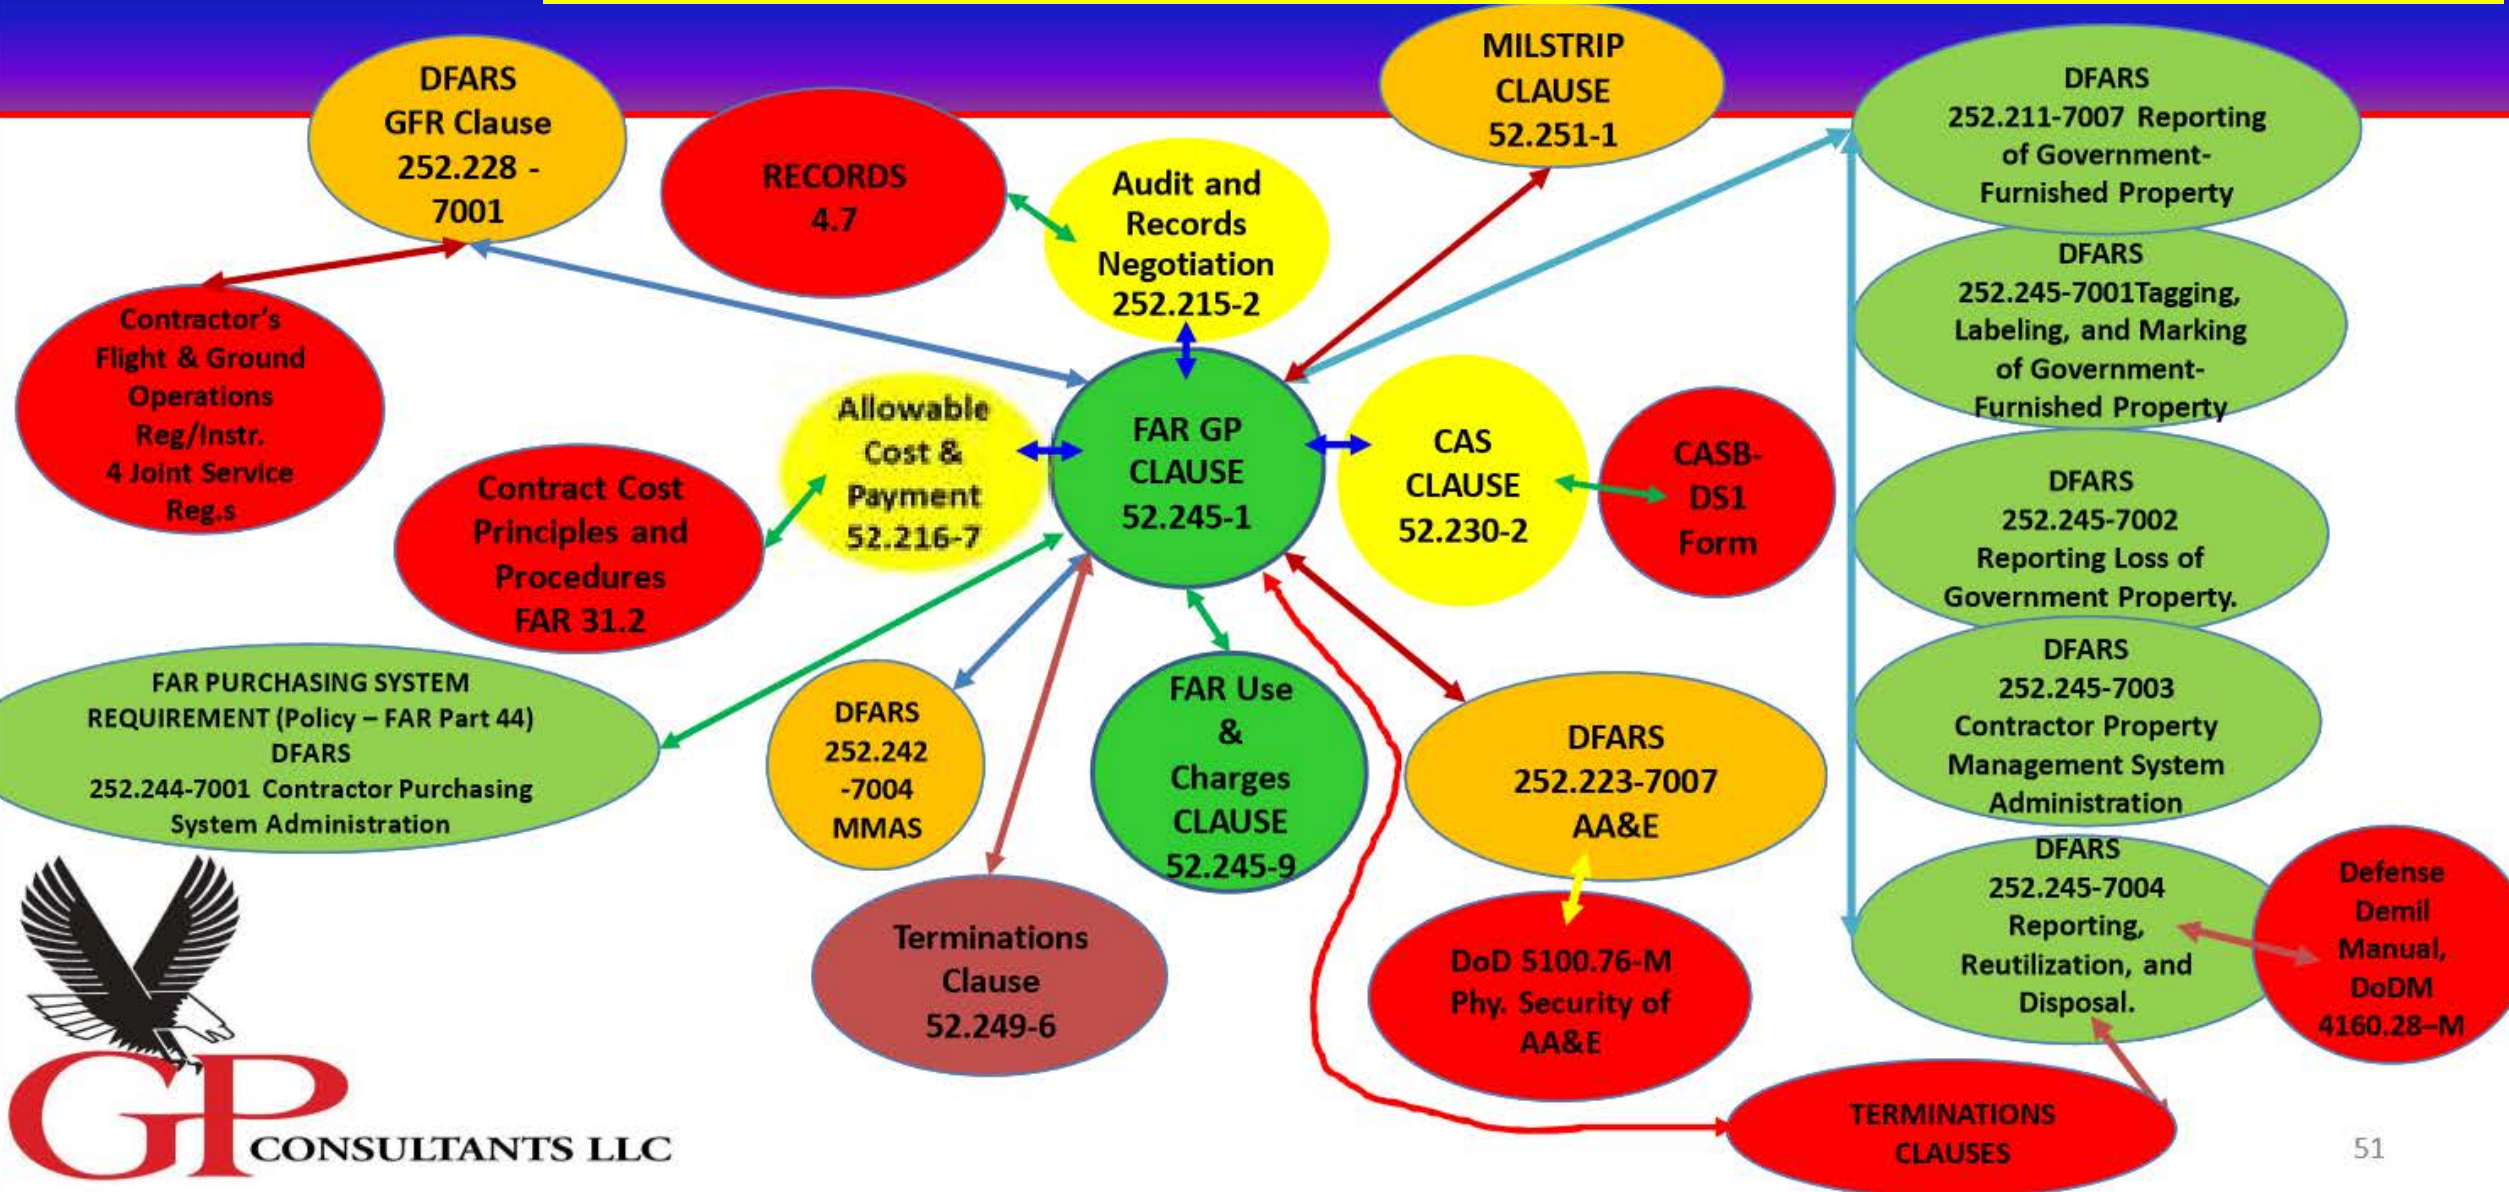 DFARS
GFR Clause
252.228 -
7001
RECORDS
4.7
Audit and
Records
Negotiation
252.215-2
MILSTRIP
CLAUSE
52.251-1
DFARS
252.211-7007 Reporting
of Government-
Furnished Property
DFARS
252.245-7001Tagging,
Labeling, and Marking
of Government-
Furnished Property
DFARS
252.245-7002
Reporting Loss of
Government Property.
DFARS
252.245-7003
Contractor Property
Management System
Administration
DFARS
252.245-7004
Reporting,
Reutilization, and
Disposal.
Defense
Demil
Manual,
DoDM
4160.28–M
Contractor's
Flight & Ground
Operations
Reg/Instr.
4 Joint Service
Reg.s
Contract Cost
Principles and
Procedures
FAR 31.2
Allowable
Cost &
Payment
52.216-7
FAR GP
CLAUSE
52.245-1
CAS
CLAUSE
52.230-2
CASB-
DS1
Form
FAR PURCHASING SYSTEM
REQUIREMENT (Policy – FAR Part 44)
DFARS
252.244-7001 Contractor Purchasing
System Administration
DFARS
252.242
-7004
MMAS
Terminations
Clause
52.249-6
FAR Use
&
Charges
CLAUSE
52.245-9
DFARS
252.223-7007
AA&E
DoD 5100.76-M
Phy. Security of
AA&E
TERMINATIONS
CLAUSES
GP
CONSULTANTS LLC
51